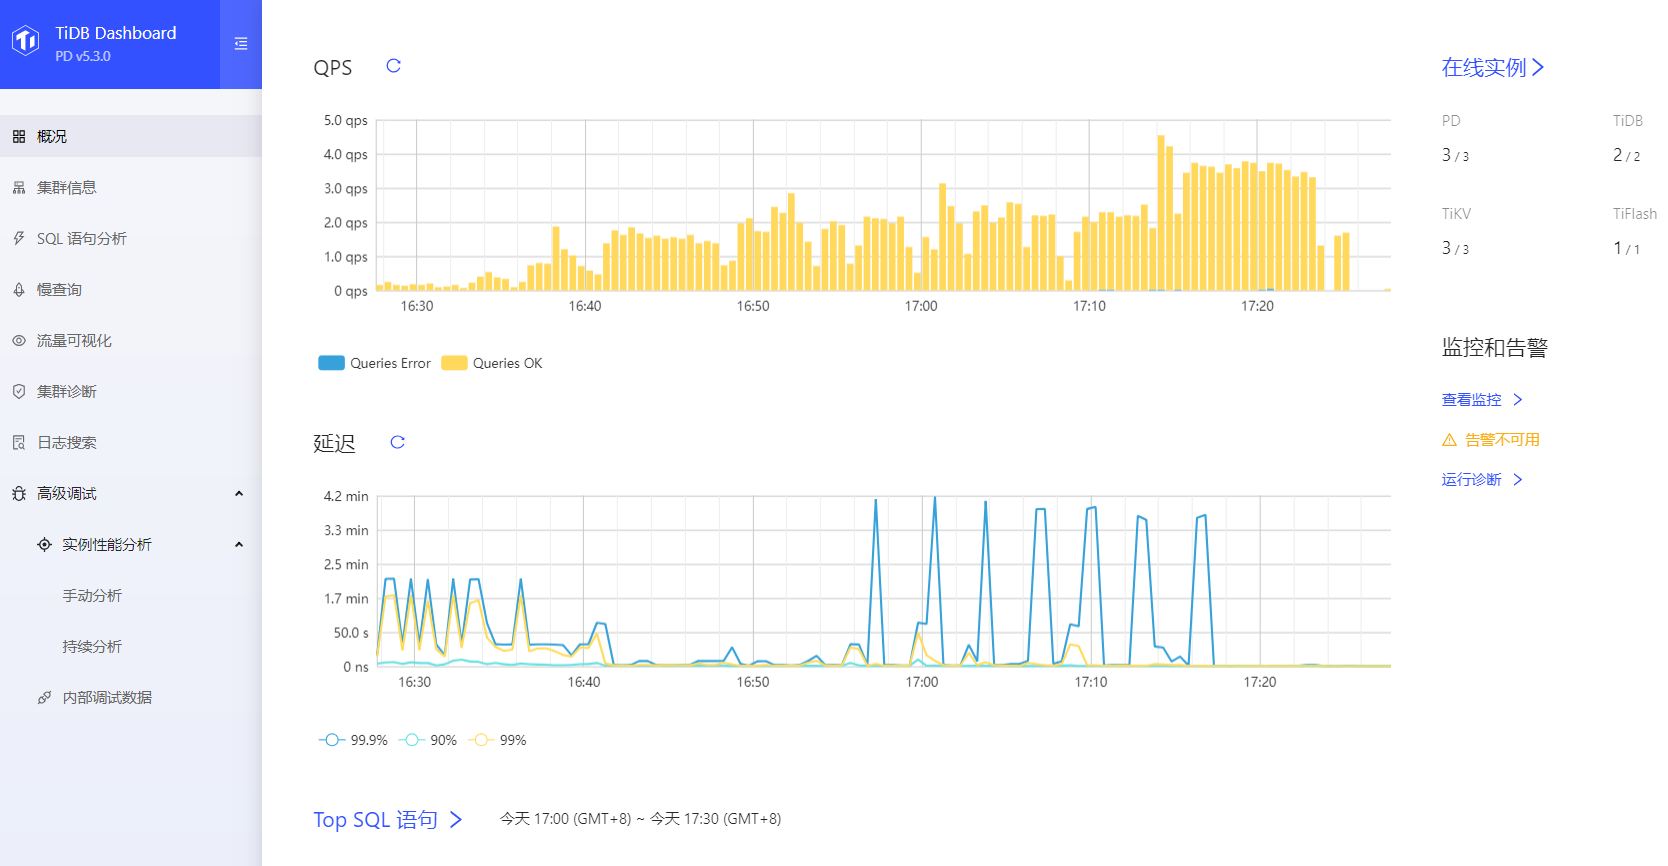 TiDB Dashboard
PD v5.3.0
概况
集群信息
SQL 语句分析
慢查询
流量可视化
集群诊断
日志搜索
高级调试
实例性能分析
手动分析
持续分析
内部调试数据
QPS
5.0 qps
4.0 qps
3.0 qps
2.0 qps
1.0 qps
0 qps
16:30 16:40 16:50 17:00 17:10 17:20
Queries Error Queries OK
延迟
4.2 min
3.3 min
2.5 min
1.7 min
50.0 s
0 ns
16:30 16:40 16:50 17:00 17:10 17:20
99.9% 90% 99%
Top SQL 语句 今天 17:00 (GMT+8) ~ 今天 17:30 (GMT+8)
在线实例
PD TiDB
3 / 3 2 / 2
TiKV TiFlash
3 / 3 1 / 1
监控和告警
查看监控
告警不可用
运行诊断